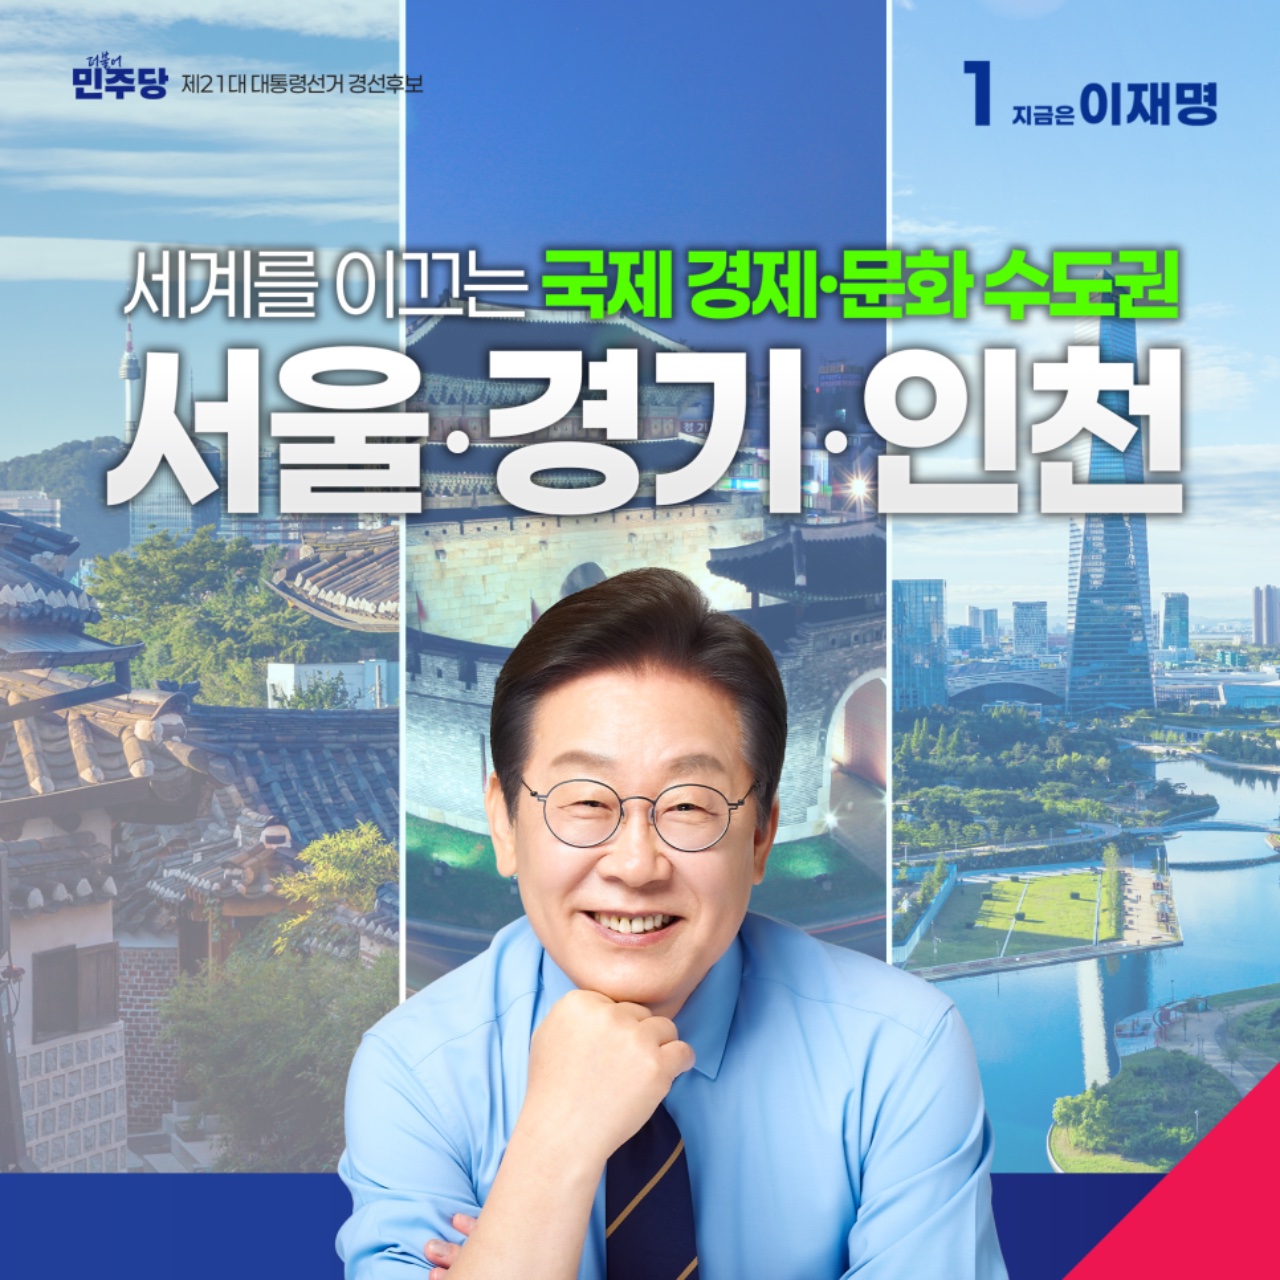 더불어
민주당 제21대 대통령선거 경선후보
1 지금은 이재명
세계를 이끄는 국제 경제·문화 수도권
서울·경기·인천